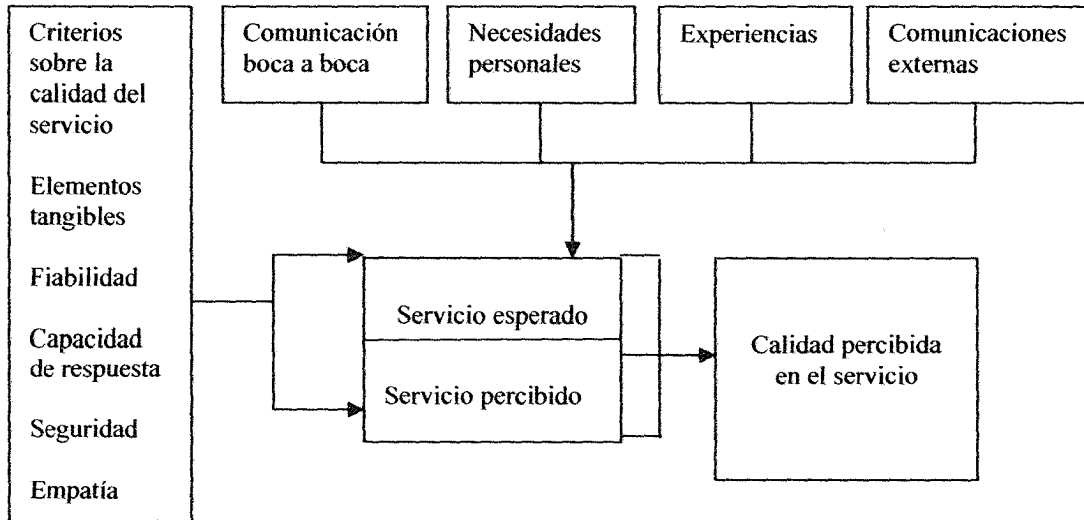 Criterios
sobre la
calidad del
servicio
Elementos
tangibles
Fiabilidad
Capacidad
de respuesta
Seguridad
Empatía
Comunicación
boca a boca
Necesidades
personales
Experiencias
Comunicaciones
externas
Servicio esperado
Servicio percibido
Calidad percibida
en el servicio